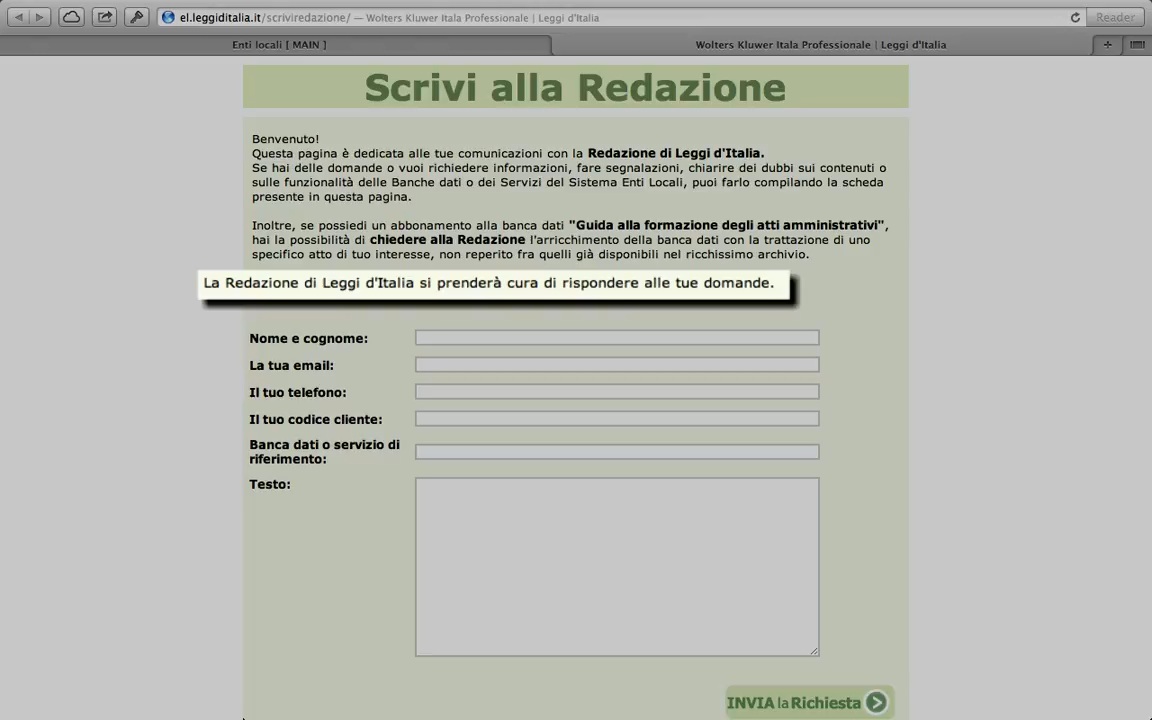 el.leggiditalia.it/scriviredazione/ — Wolters Kluwer Itala Professionale | Leggi d'Italia
Reader
Enti locali [ MAIN ]
Wolters Kluwer Itala Professionale | Leggi d'Italia
Scrivi alla Redazione
Benvenuto!
Questa pagina è dedicata alle tue comunicazioni con la Redazione di Leggi d'Italia.
Se hai delle domande o vuoi richiedere informazioni, fare segnalazioni, chiarire dei dubbi sui contenuti o
sulle funzionalità delle Banche dati o dei Servizi del Sistema Enti Locali, puoi farlo compilando la scheda
presente in questa pagina.
Inoltre, se possiedi un abbonamento alla banca dati "Guida alla formazione degli atti amministrativi",
hai la possibilità di chiedere alla Redazione l'arricchimento della banca dati con la trattazione di uno
specifico atto di tuo interesse, non reperito fra quelli già disponibili nel ricchissimo archivio.
La Redazione di Leggi d'Italia si prenderà cura di rispondere alle tue domande.
Nome e cognome:
La tua email:
Il tuo telefono:
Il tuo codice cliente:
Banca dati o servizio di
riferimento:
Testo:
INVIA la Richiesta